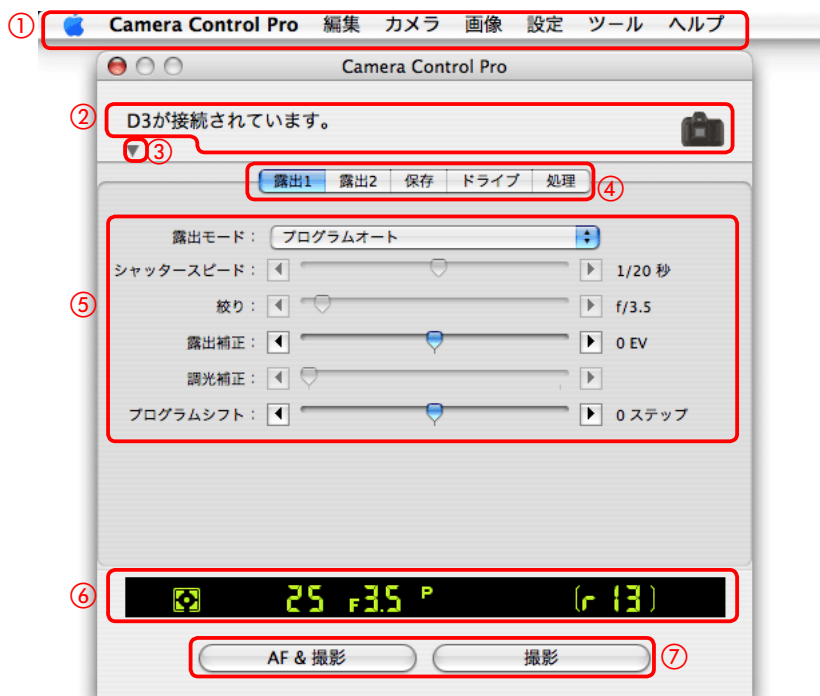 ① Camera Control Pro 編集 カメラ 画像 設定 ツール ヘルプ
Camera Control Pro
② D3が接続されています。
③
露出1 露出2 保存 ドライブ 処理 ④
⑤
露出モード： プログラムオート
シャッタースピード： 1/20 秒
絞り： f/3.5
露出補正： 0 EV
調光補正：
プログラムシフト： 0 ステップ
⑥ 25 F3.5 P (r 13)
AF & 撮影 撮影 ⑦